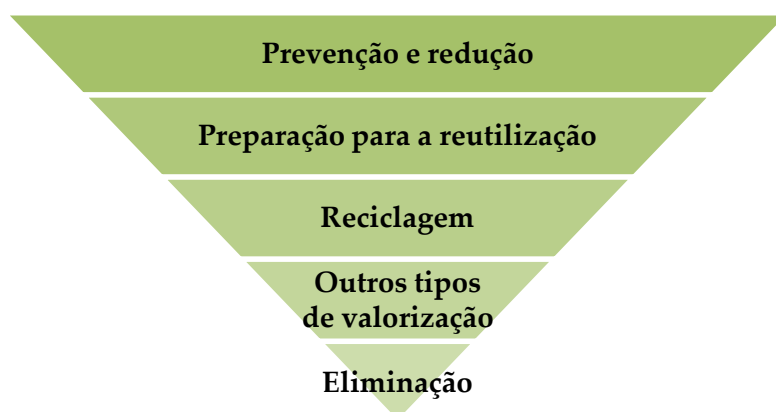 Prevenção e redução
Preparação para a reutilização
Reciclagem
Outros tipos
de valorização
Eliminação